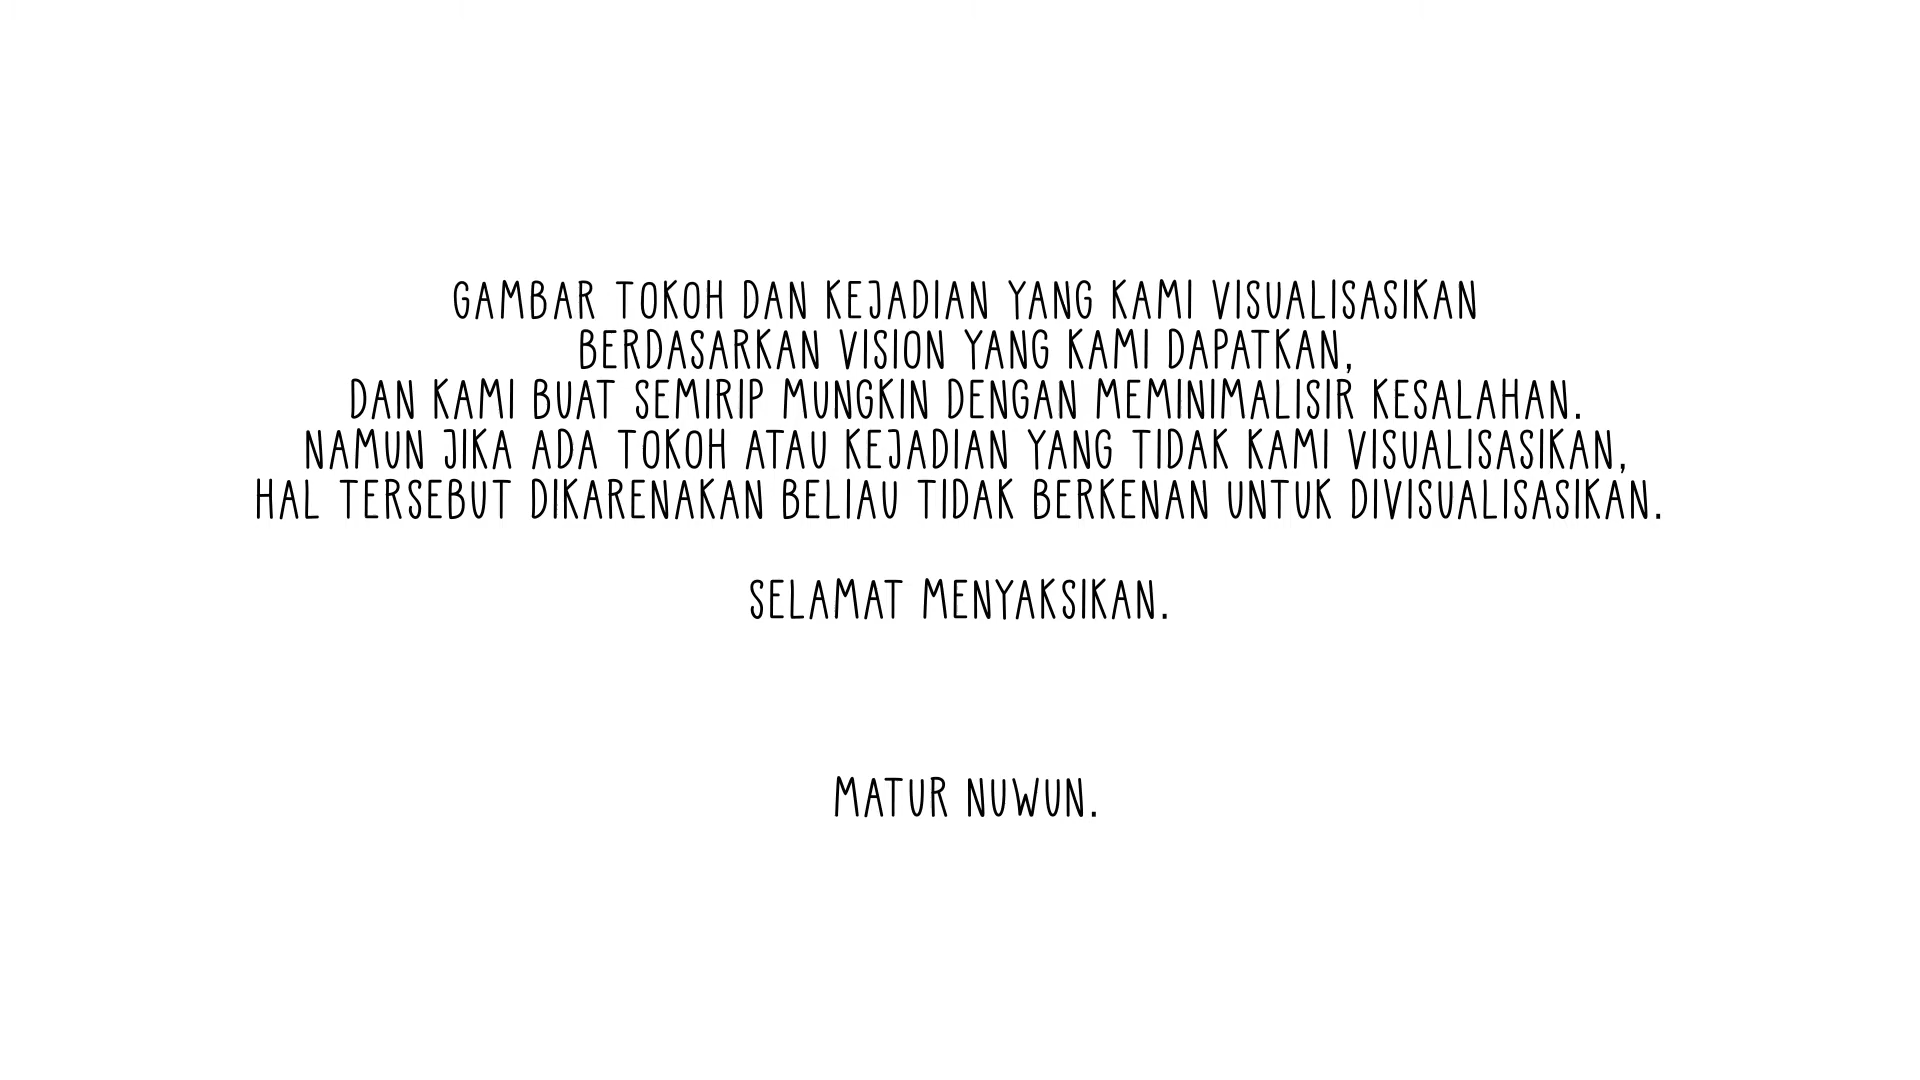 GAMBAR TOKOH DAN KEJADIAN YANG KAMI VISUALISASIKAN
BERDASARKAN VISION YANG KAMI DAPATKAN,
DAN KAMI BUAT SEMIRIP MUNGKIN DENGAN MEMINIMALISIR KESALAHAN.
NAMUN JIKA ADA TOKOH ATAU KEJADIAN YANG TIDAK KAMI VISUALISASIKAN,
HAL TERSEBUT DIKARENAKAN BELIAU TIDAK BERKENAN UNTUK DIVISUALISASIKAN.
SELAMAT MENYAKSIKAN.
MATUR NUWUN.